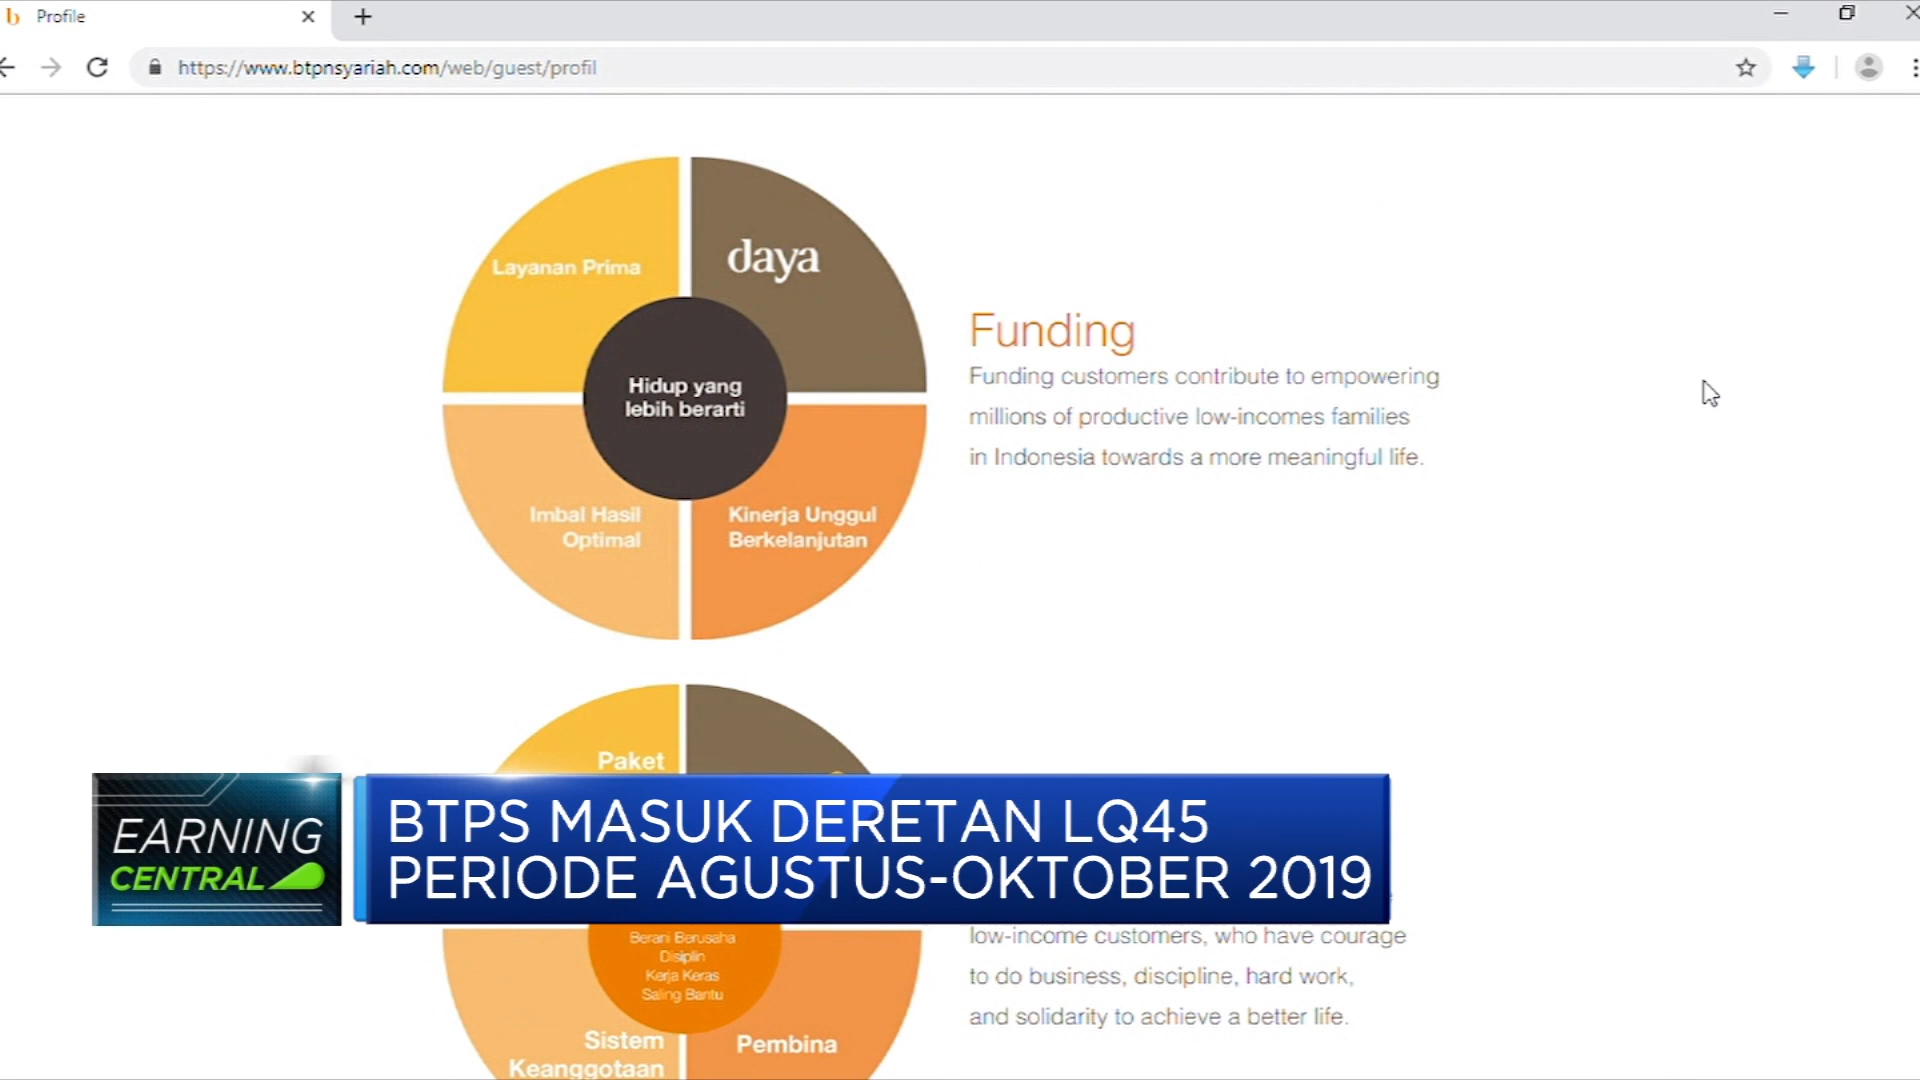 Profile
https://www.btpnsyariah.com/web/guest/profil
Layanan Prima
daya
Hidup yang
lebih berarti
Imbal Hasil
Optimal
Kinerja Unggul
Berkelanjutan
Funding
Funding customers contribute to empowering
millions of productive low-incomes families
in Indonesia towards a more meaningful life.
Paket
EARNING
CENTRAL
BTPS MASUK DERETAN LQ45
PERIODE AGUSTUS-OKTOBER 2019
Berani Berusaha
Disiplin
Kerja Keras
Saling Bantu
Sistem
Keanggotaan
Pembina
low-income customers, who have courage
to do business, discipline, hard work,
and solidarity to achieve a better life.